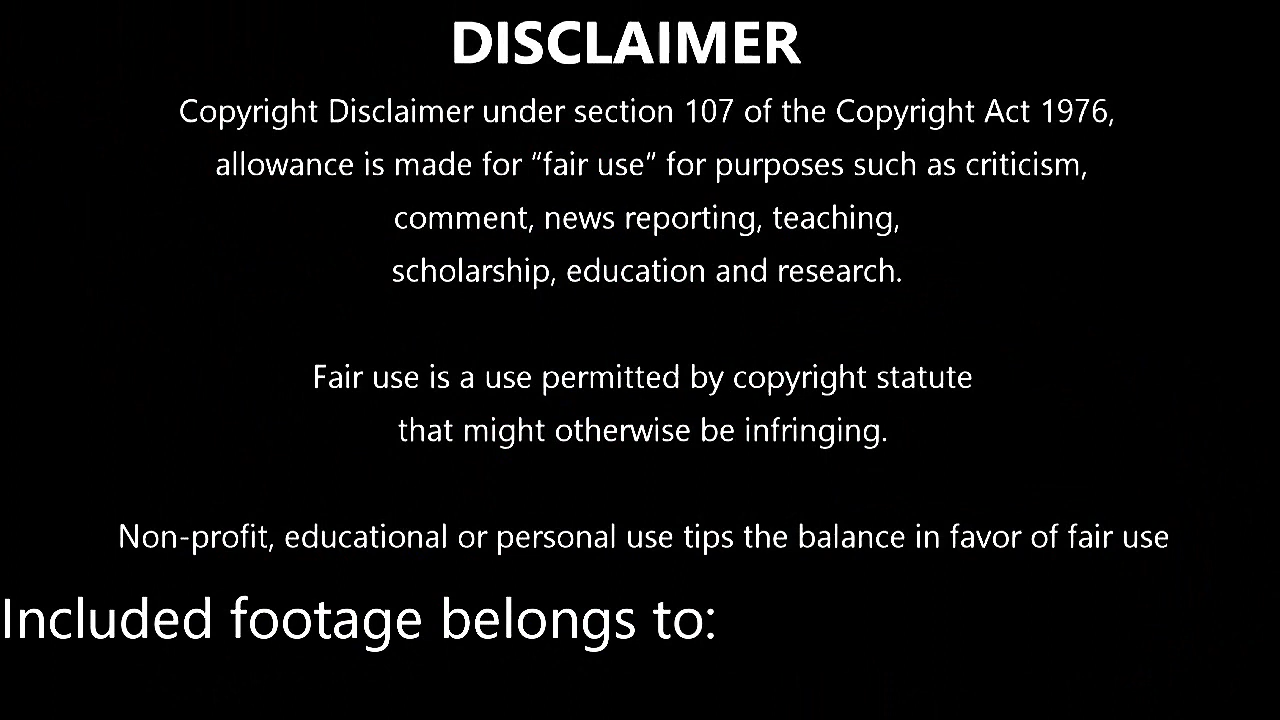 DISCLAIMER
Copyright Disclaimer under section 107 of the Copyright Act 1976,
allowance is made for “fair use” for purposes such as criticism,
comment, news reporting, teaching,
scholarship, education and research.
Fair use is a use permitted by copyright statute
that might otherwise be infringing.
Non-profit, educational or personal use tips the balance in favor of fair use
Included footage belongs to: